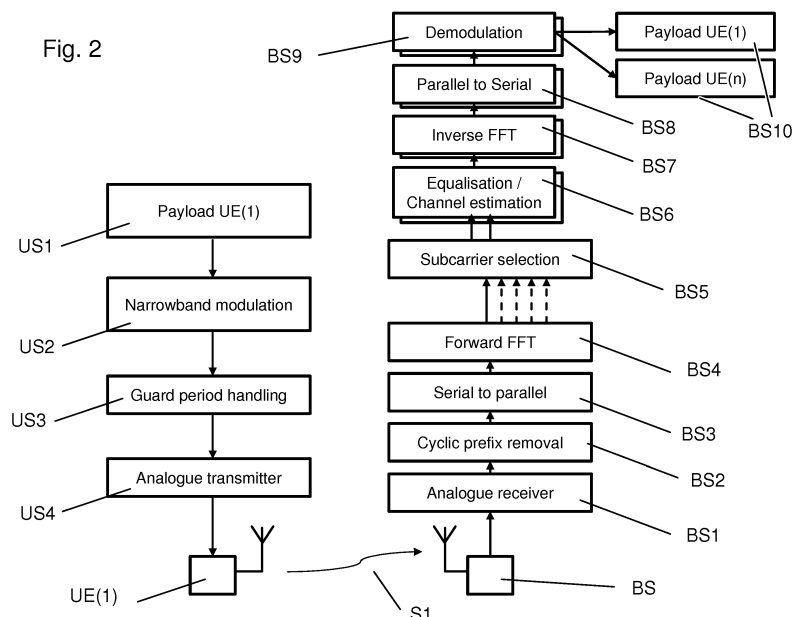 Fig. 2
Demodulation
BS9
Payload UE(1)
Payload UE(n)
BS10
Parallel to Serial
BS8
Inverse FFT
BS7
Equalisation /
Channel estimation
BS6
Payload UE(1)
US1
Subcarrier selection
BS5
Narrowband modulation
US2
Forward FFT
BS4
Guard period handling
US3
Serial to parallel
BS3
Cyclic prefix removal
BS2
Analogue transmitter
US4
Analogue receiver
BS1
UE(1)
BS
S1